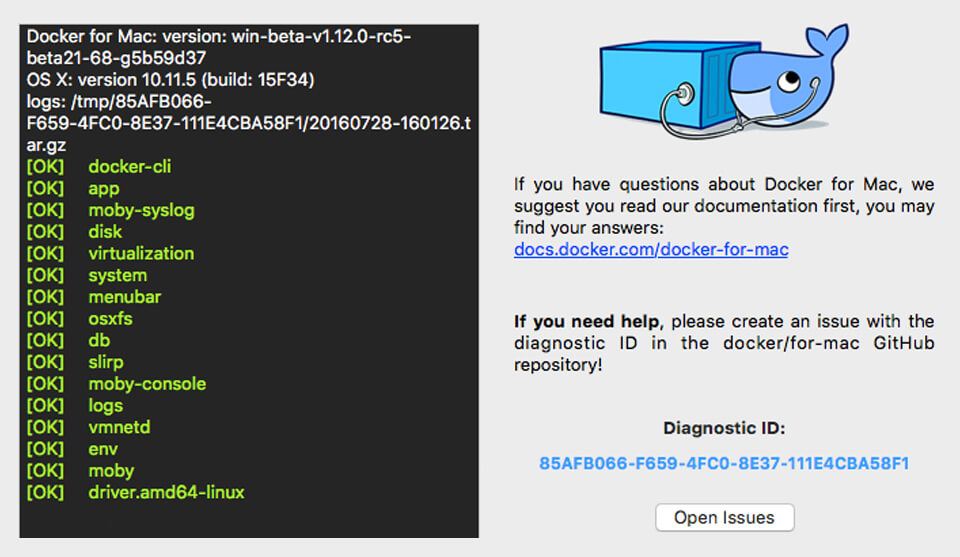 Docker for Mac: version: win-beta-v1.12.0-rc5-
beta21-68-g5b59d37
OS X: version 10.11.5 (build: 15F34)
logs: /tmp/85AFB066-
F659-4FC0-8E37-111E4CBA58F1/20160728-160126.t
ar.gz
[OK] docker-cli
[OK] app
[OK] moby-syslog
[OK] disk
[OK] virtualization
[OK] system
[OK] menubar
[OK] osxfs
[OK] db
[OK] slirp
[OK] moby-console
[OK] logs
[OK] vmnetd
[OK] env
[OK] moby
[OK] driver.amd64-linux
If you have questions about Docker for Mac, we
suggest you read our documentation first, you may
find your answers:
docs.docker.com/docker-for-mac
If you need help, please create an issue with the
diagnostic ID in the docker/for-mac GitHub
repository!
Diagnostic ID:
85AFB066-F659-4FC0-8E37-111E4CBA58F1
Open Issues